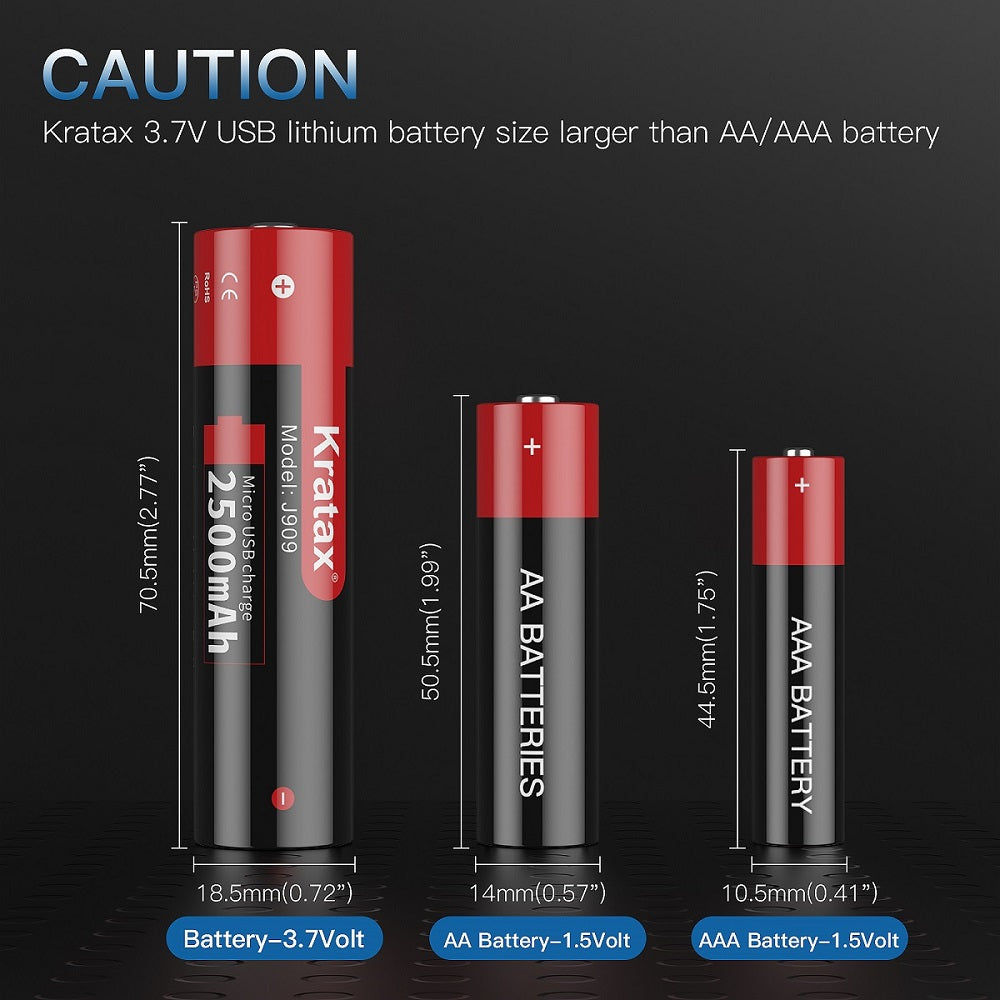 CAUTION
Kratax 3.7V USB lithium battery size larger than AA/AAA battery
70.5mm(2.77”)
RoHS
CE
+
Kratax®
Model: J909
Micro USB charge
2500mAh
−
18.5mm(0.72”)
Battery-3.7Volt
50.5mm(1.99”)
+
AA BATTERIES
14mm(0.57”)
AA Battery-1.5Volt
44.5mm(1.75”)
+
AAA BATTERY
10.5mm(0.41”)
AAA Battery-1.5Volt